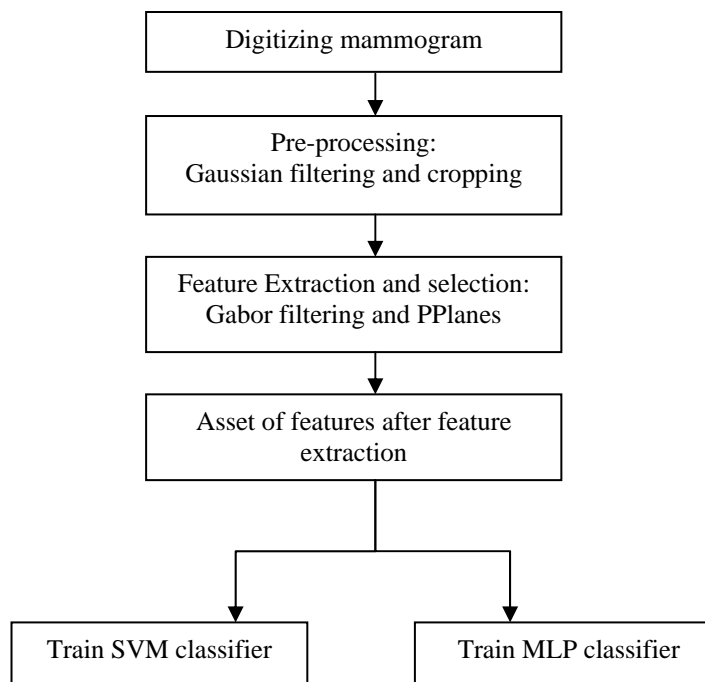 Digitizing mammogram
Pre-processing:
Gaussian filtering and cropping
Feature Extraction and selection:
Gabor filtering and PPlanes
Asset of features after feature
extraction
Train SVM classifier
Train MLP classifier